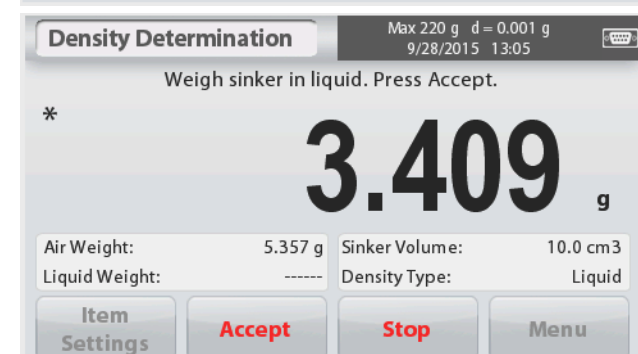 Density Determination
Max 220 g d = 0.001 g
9/28/2015 13:05
Weigh sinker in liquid. Press Accept.
*
3.409 g
Air Weight: 5.357 g Sinker Volume: 10.0 cm3
Liquid Weight: ------ Density Type: Liquid
Item Settings
Accept
Stop
Menu